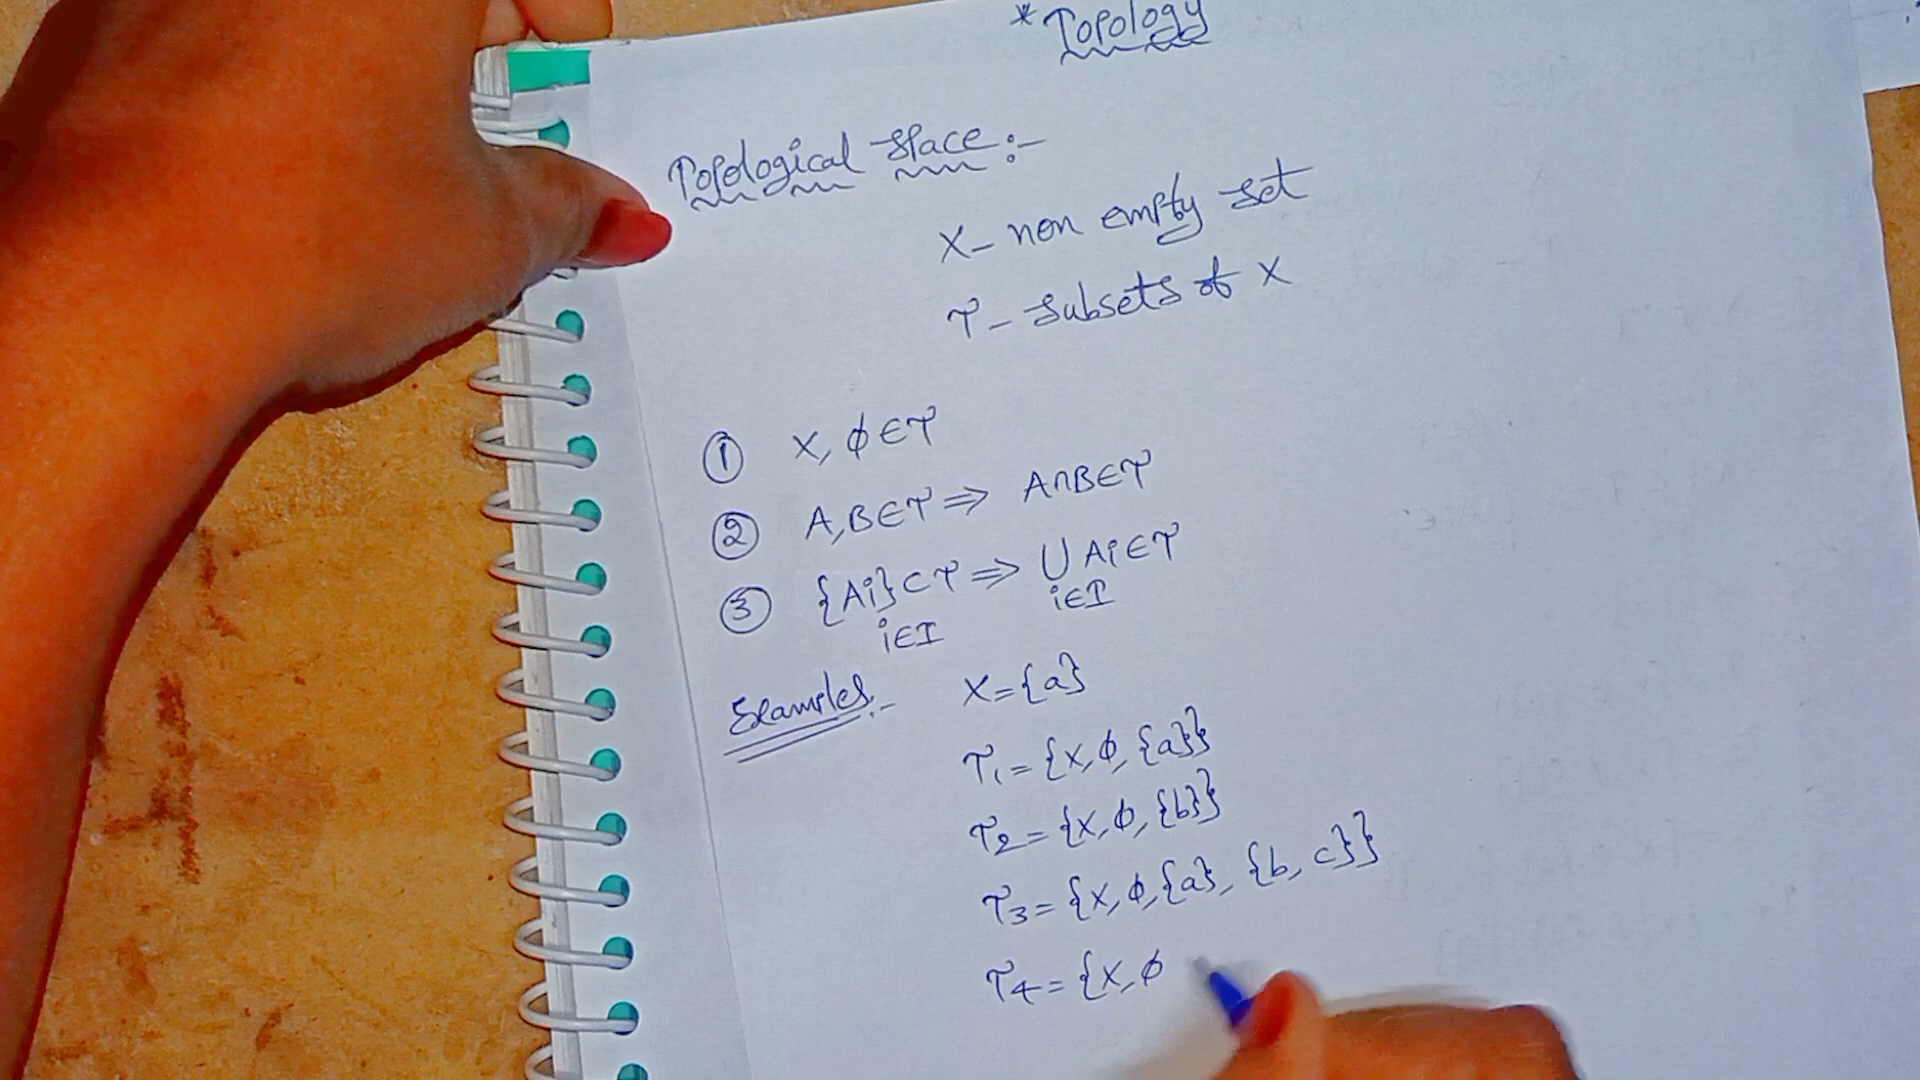 * Topology
Topological space :-
X - non empty set
τ - subsets of X
① X, ϕ ∈ τ
② A, B ∈ τ ⇒ A ∩ B ∈ τ
③ {Ai} ⊂ τ ⇒ ⋃ Ai ∈ τ
i∈I i∈I
Examples:- X = {a}
τ₁ = {X, ϕ, {a}}
τ₂ = {X, ϕ, {b}}
τ₃ = {X, ϕ, {a}, {b, c}}
τ₄ = {X, ϕ